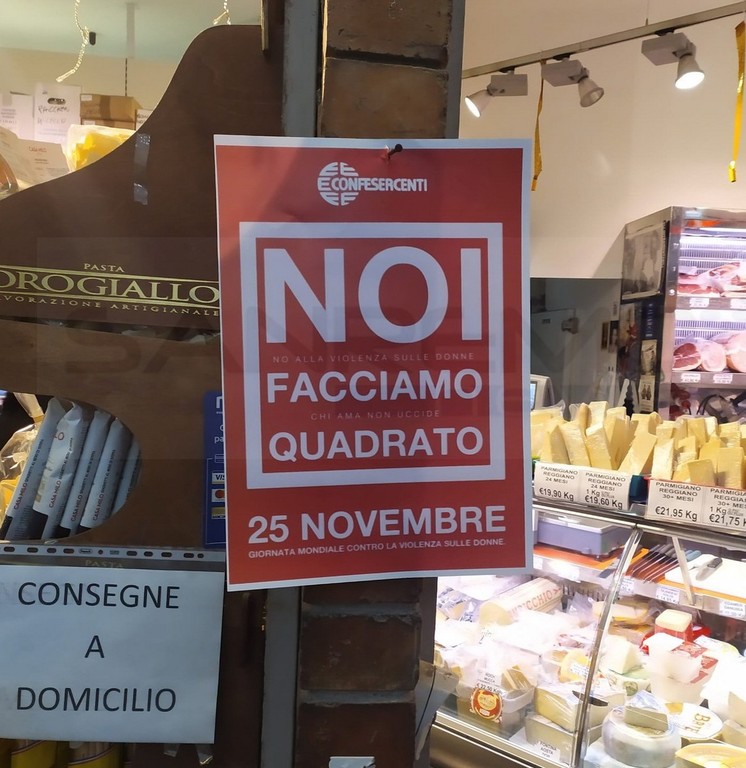 CONFESERCENTI
NOI
NO ALLA VIOLENZA SULLE DONNE
FACCIAMO
CHI AMA NON UCCIDE
QUADRATO
25 NOVEMBRE
GIORNATA MONDIALE CONTRO LA VIOLENZA SULLE DONNE
PASTA
OROGIALLO
LAVORAZIONE ARTIGIANALE
CONSEGNE
A
DOMICILIO
PARMIGIANO
REGGIANO
24 MESI
€19,90 Kg
PARMIGIANO
REGGIANO
24 MESI
1 Kg
€19,60 Kg
PARMIGIANO
REGGIANO
30+ MESI
€21,95 Kg
PARMIGIANO
REGGIANO
30+ MESI
1 Kg
€21,75
VISA